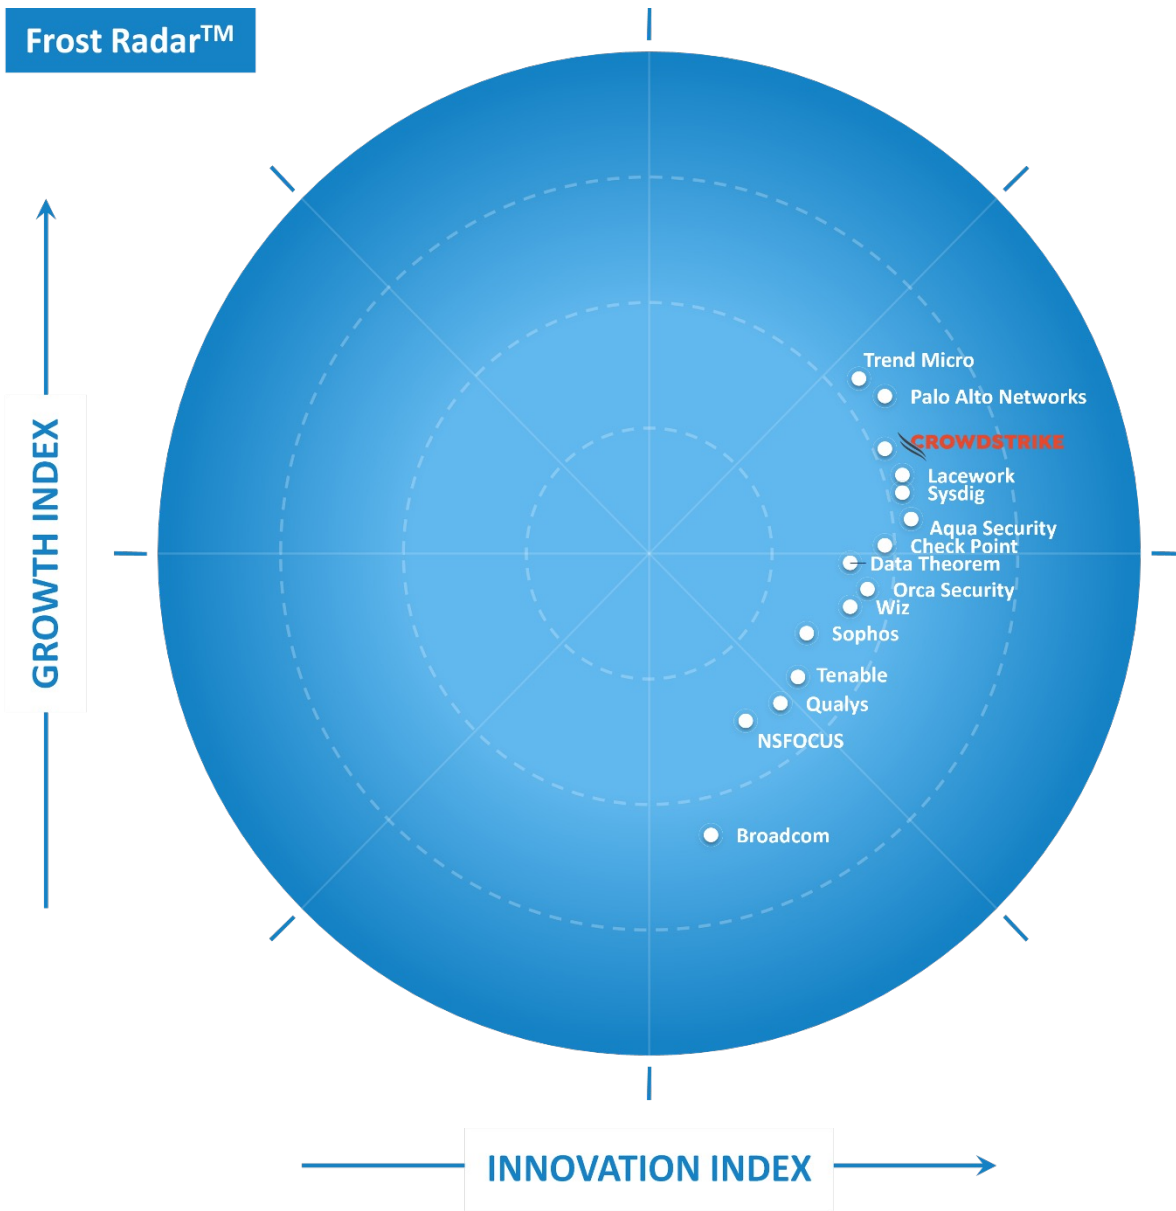 Frost Radar™
Trend Micro
Palo Alto Networks
CROWDSTRIKE
Lacework
Sysdig
Aqua Security
Check Point
Data Theorem
Orca Security
Wiz
Sophos
Tenable
Qualys
NSFOCUS
Broadcom
GROWTH INDEX
INNOVATION INDEX